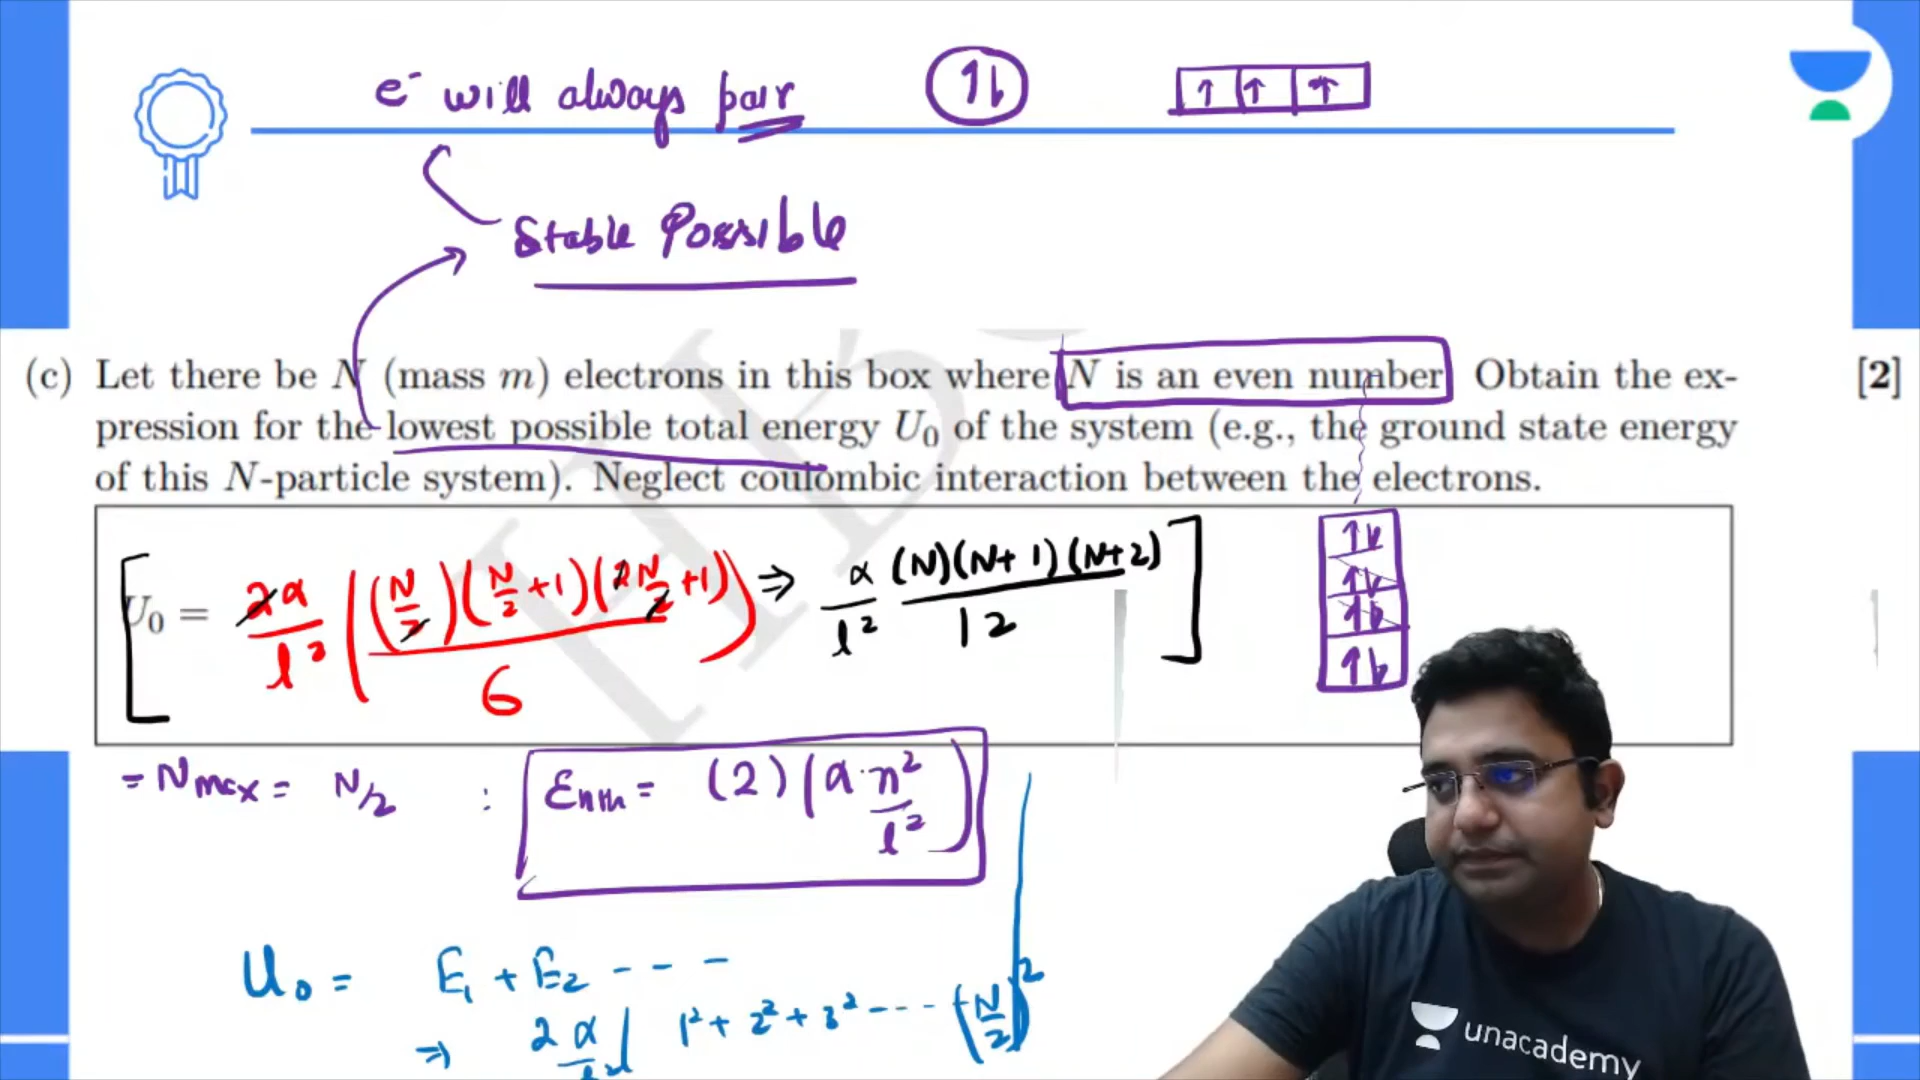 e⁻ will always pair ↑↓ ↑ ↑ ↑
Stable Possible
(c) Let there be N (mass m) electrons in this box where N is an even number. Obtain the ex- [2]
pression for the lowest possible total energy U₀ of the system (e.g., the ground state energy
of this N-particle system). Neglect coulombic interaction between the electrons.
U₀ = 2α/l² ( (N/2)(N/2 + 1)(2N/2 + 1) / 6 ) ⇒ α/l² (N)(N+1)(N+2) / 12
= Nmax = N/2 : Enth = (2)(α·n²/l²)
U₀ = E₁ + E₂ - - -
⇒ 2α/l² 1² + 2² + 3² - - - - (N/2)²
unacademy